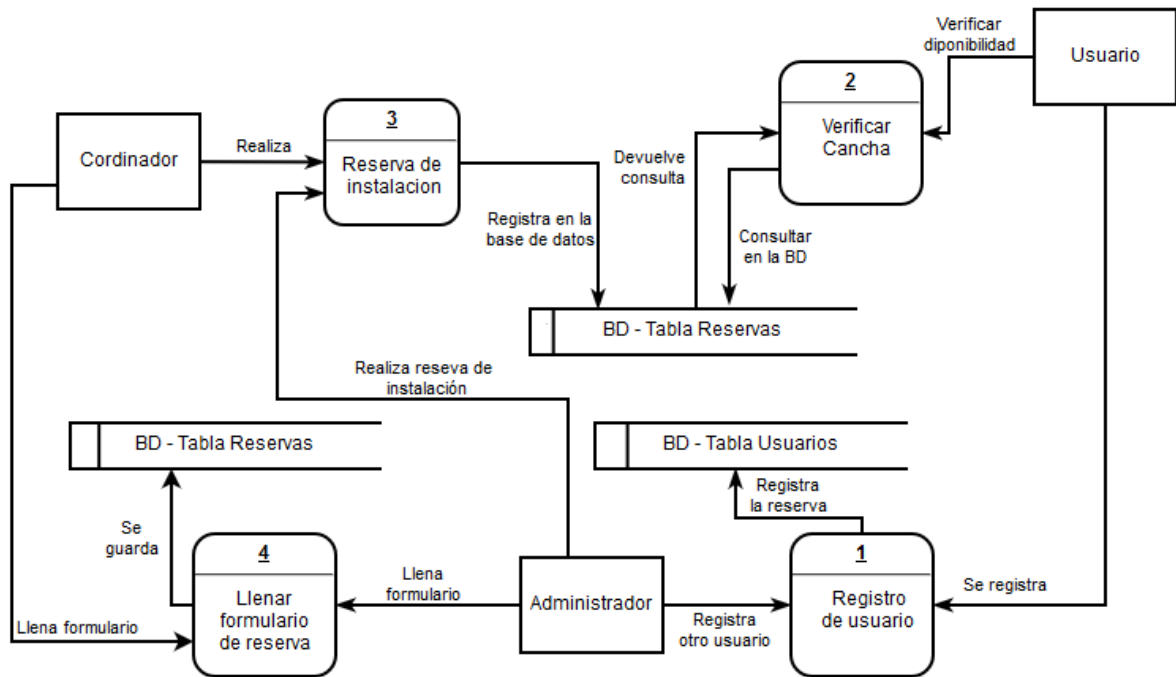 Verificar
diponibilidad
Usuario
2
Verificar
Cancha
3
Reserva de
instalacion
Cordinador
Realiza
Devuelve
consulta
Registra en la
base de datos
Consultar
en la BD
BD - Tabla Reservas
Realiza reseva de
instalación
BD - Tabla Reservas
BD - Tabla Usuarios
Registra
la reserva
Se
guarda
4
Llenar
formulario
de reserva
Llena
formulario
Administrador
1
Registro
de usuario
Se registra
Llena formulario
Registra
otro usuario